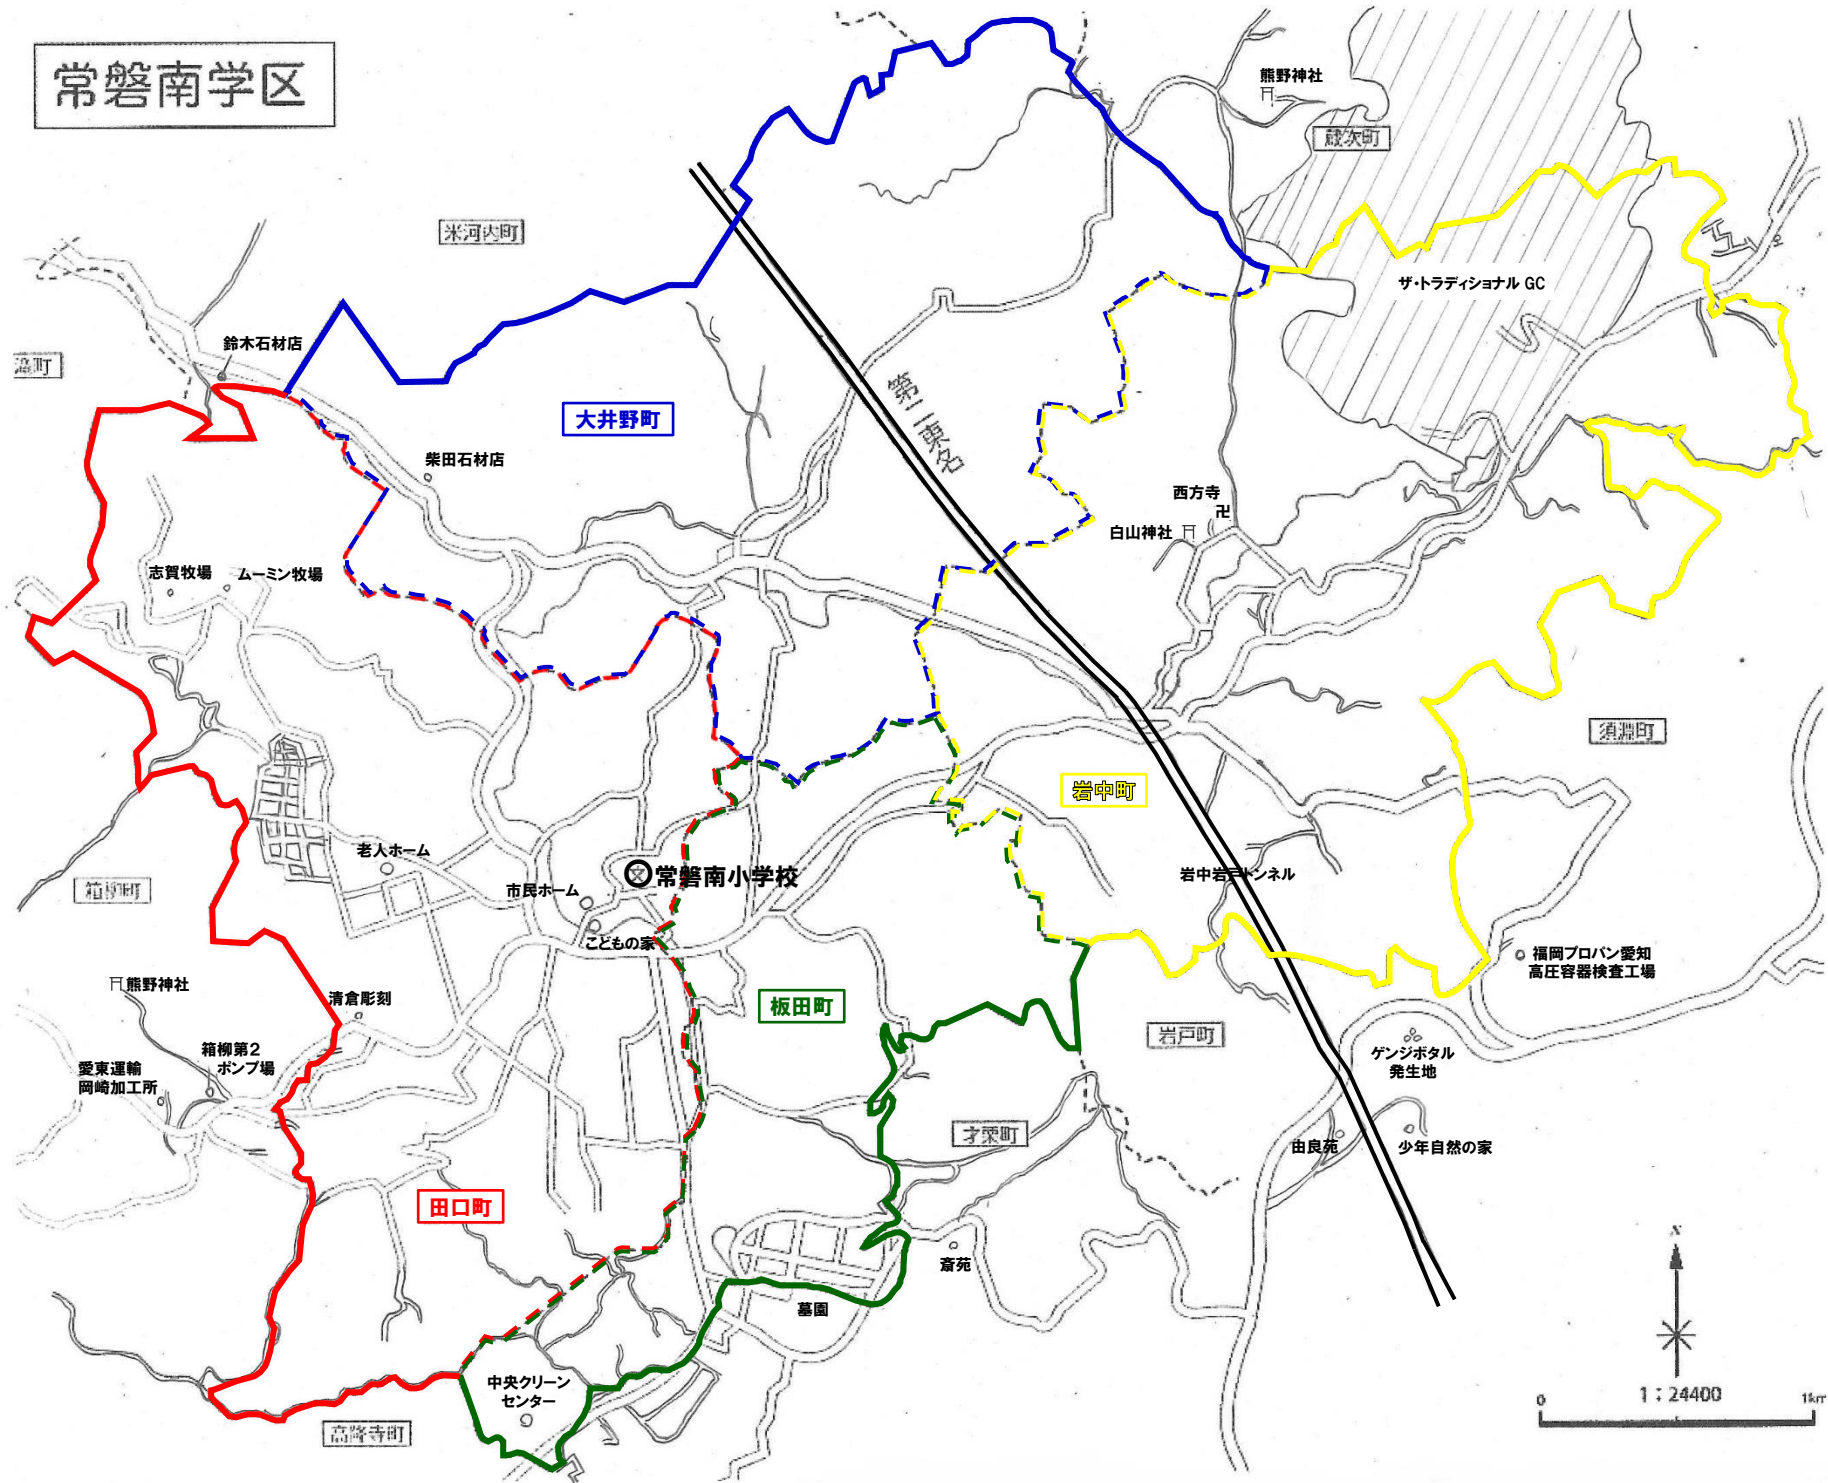 常磐南学区
熊野神社
蔵次町
米河内町
ザ・トラディショナル GC
鈴木石材店
第二東名
大井野町
柴田石材店
西方寺
卍
白山神社
志賀牧場
ムーミン牧場
須淵町
岩中町
老人ホーム
常磐南小学校
岩中岩戸トンネル
箱柳町
市民ホーム
こどもの家
福岡プロパン愛知
高圧容器検査工場
熊野神社
清倉彫刻
板田町
岩戸町
箱柳第2
ポンプ場
愛東運輸
岡崎加工所
ゲンジボタル
発生地
才栗町
由良苑
少年自然の家
田口町
斎苑
墓園
N
中央クリーン
センター
1：24400
0
1km
高隆寺町